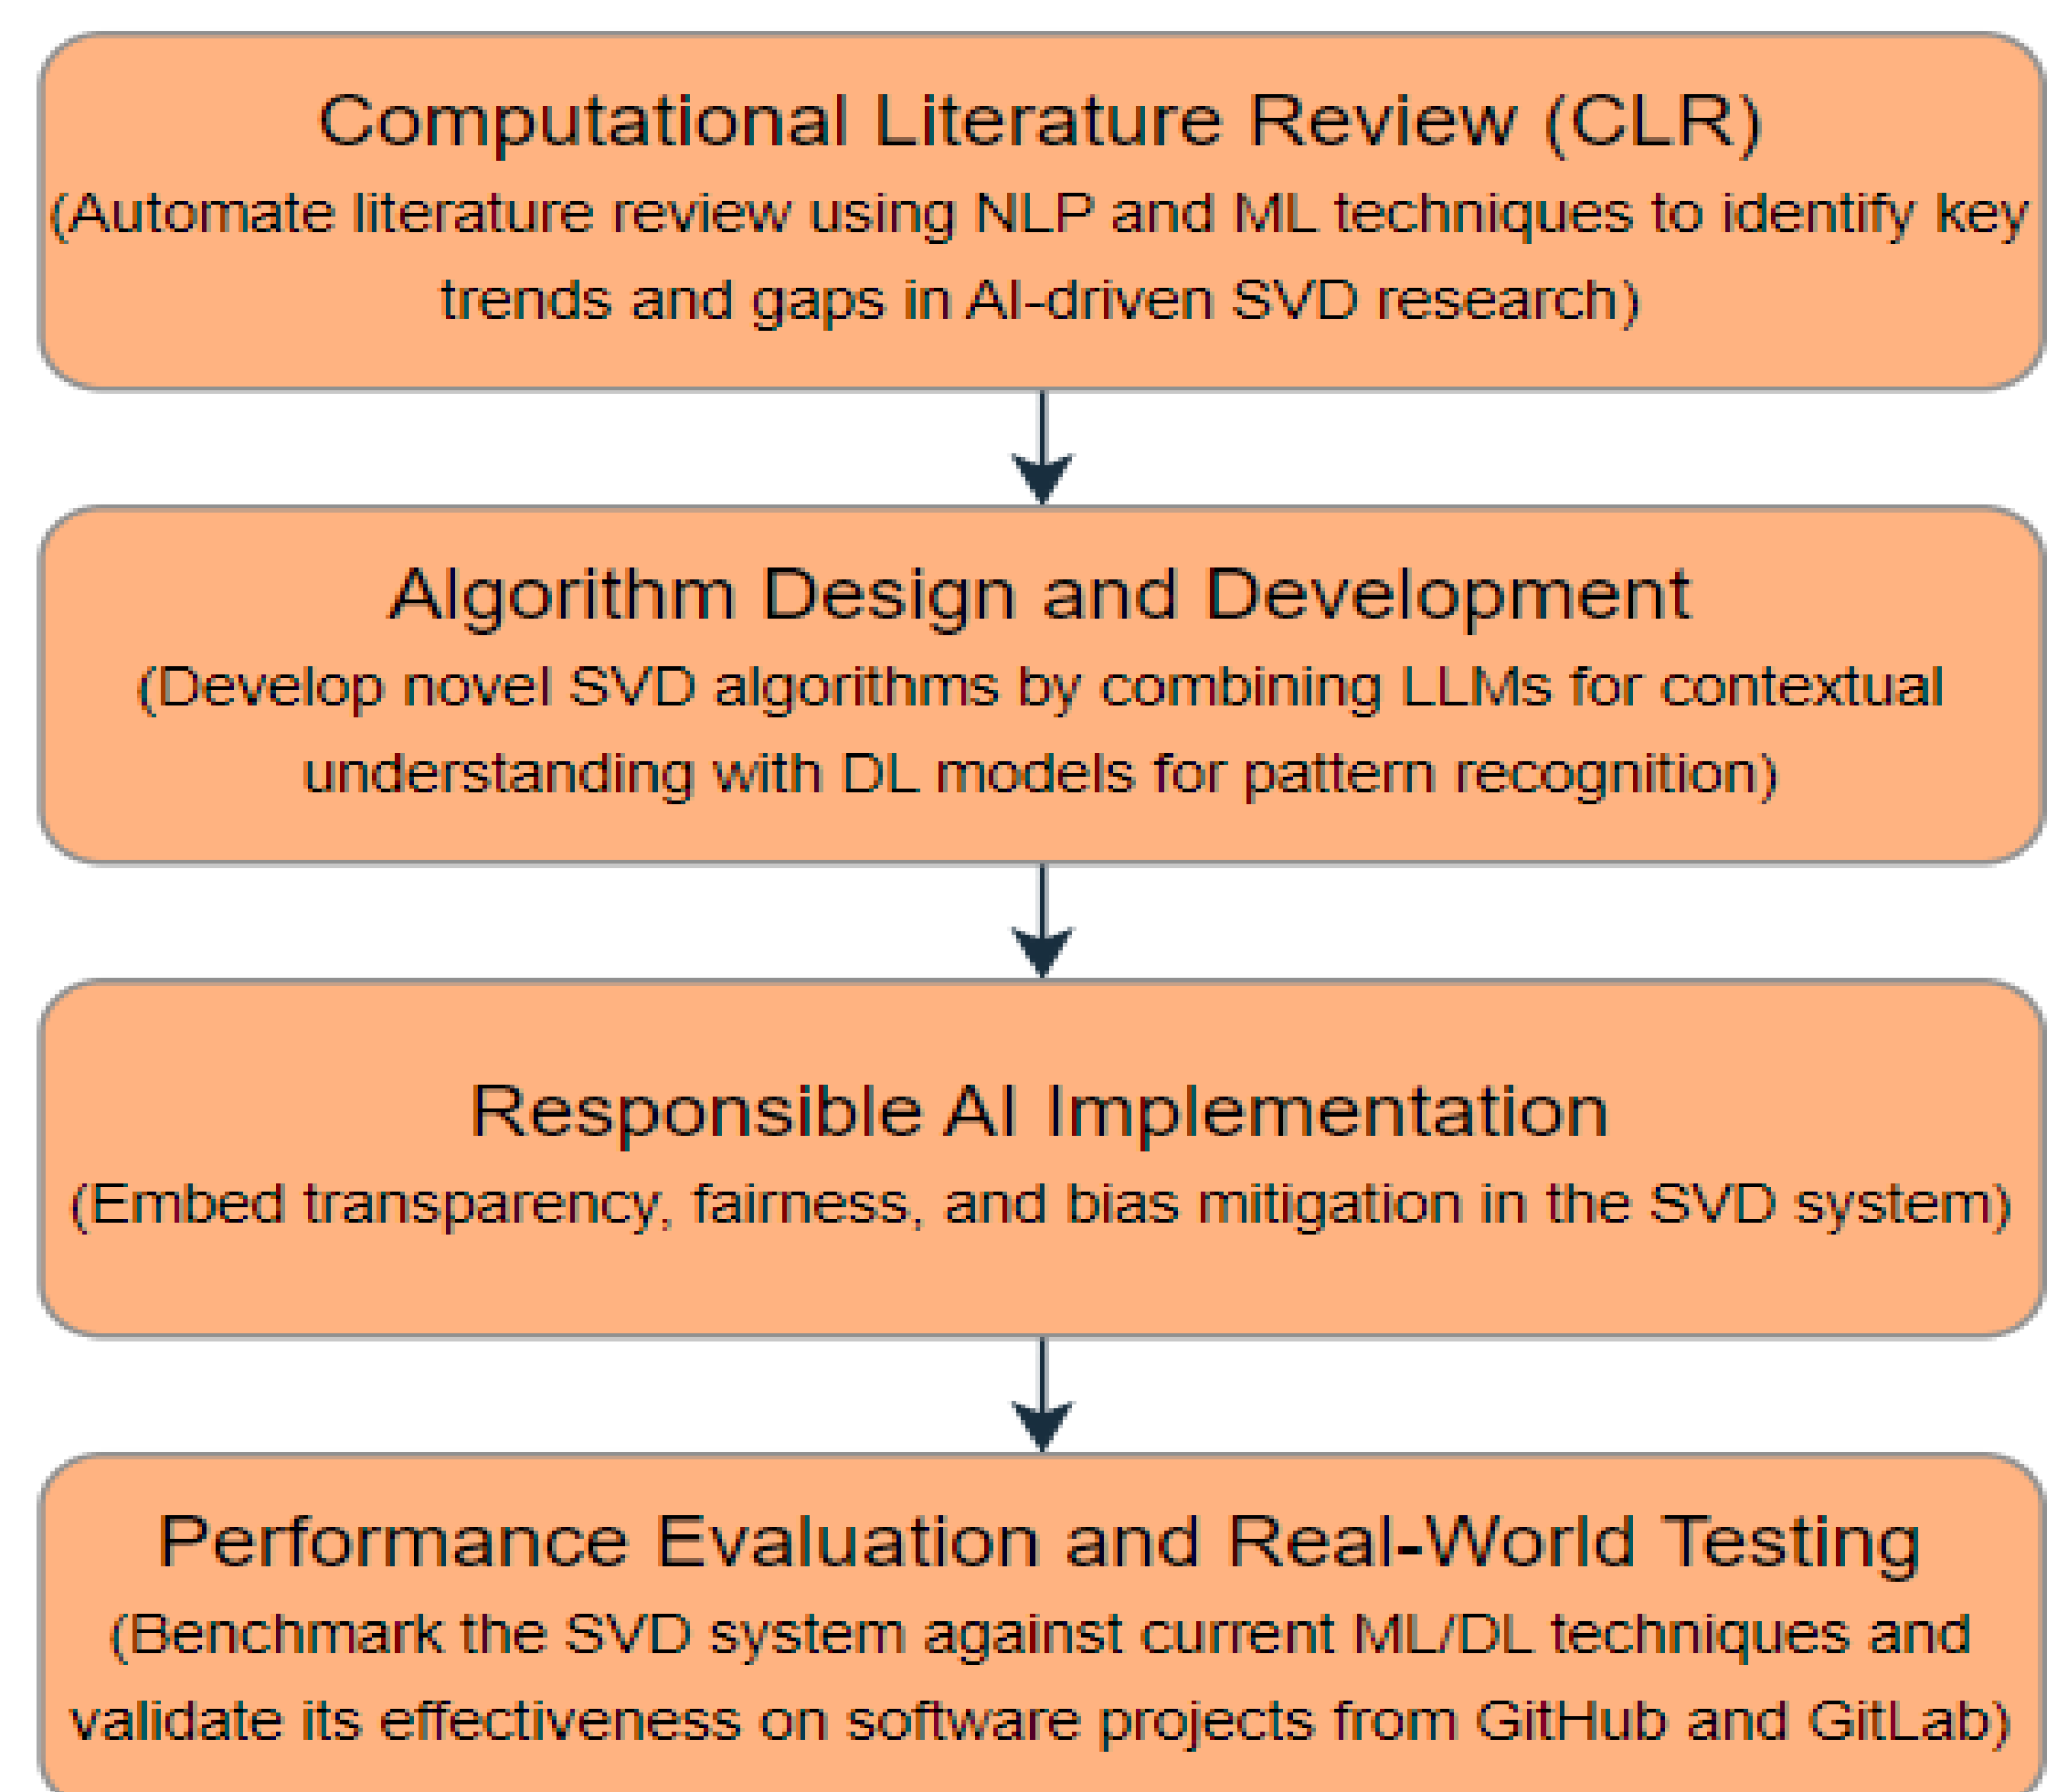 Computational Literature Review (CLR)
(Automate literature review using NLP and ML techniques to identify key
trends and gaps in AI-driven SVD research)
Algorithm Design and Development
(Develop novel SVD algorithms by combining LLMs for contextual
understanding with DL models for pattern recognition)
Responsible AI Implementation
(Embed transparency, fairness, and bias mitigation in the SVD system)
Performance Evaluation and Real-World Testing
(Benchmark the SVD system against current ML/DL techniques and
validate its effectiveness on software projects from GitHub and GitLab)